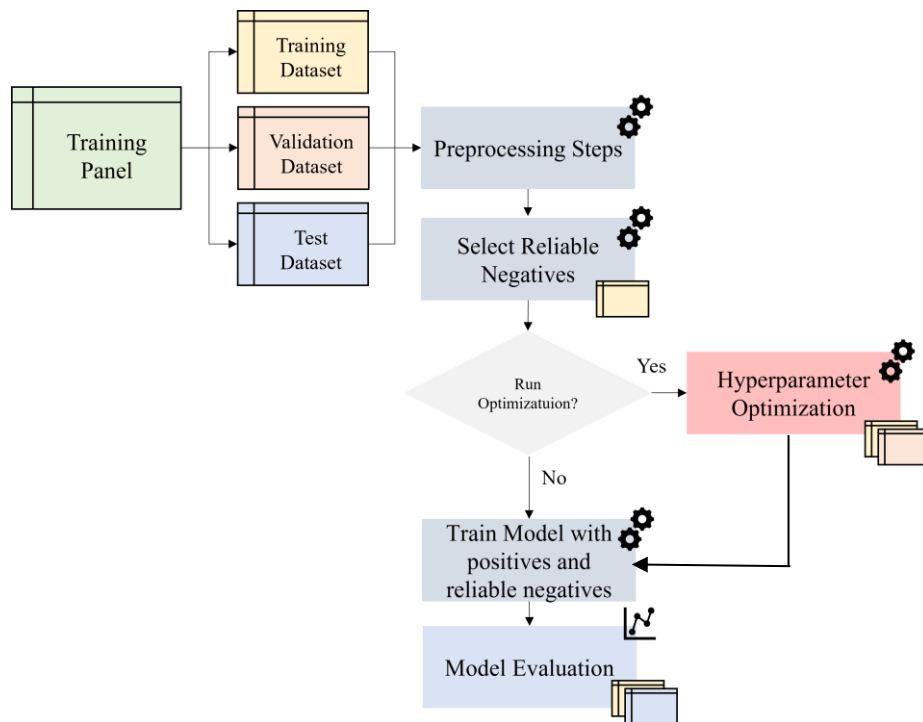 Training
Panel
Training
Dataset
Validation
Dataset
Test
Dataset
Preprocessing Steps
Select Reliable
Negatives
Run
Optimizatuion?
Yes
Hyperparameter
Optimization
No
Train Model with
positives and
reliable negatives
Model Evaluation